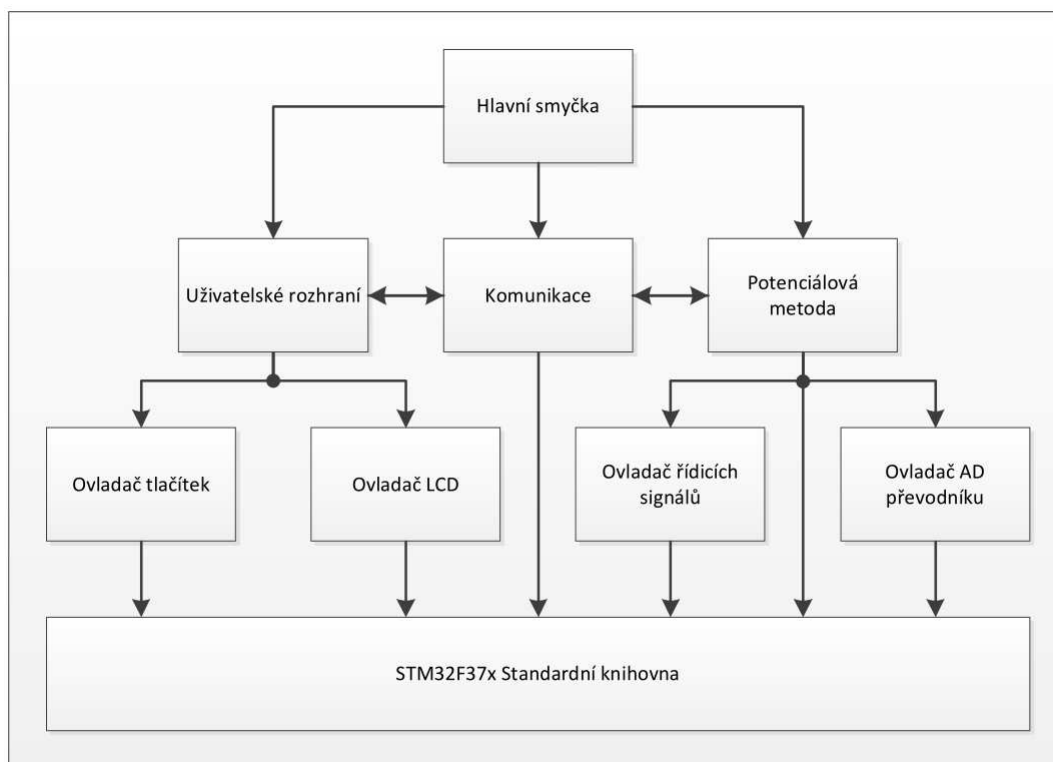 Hlavní smyčka
Uživatelské rozhraní
Komunikace
Potenciálová
metoda
Ovladač tlačítek
Ovladač LCD
Ovladač řídicích
signálů
Ovladač AD
převodníku
STM32F37x Standardní knihovna